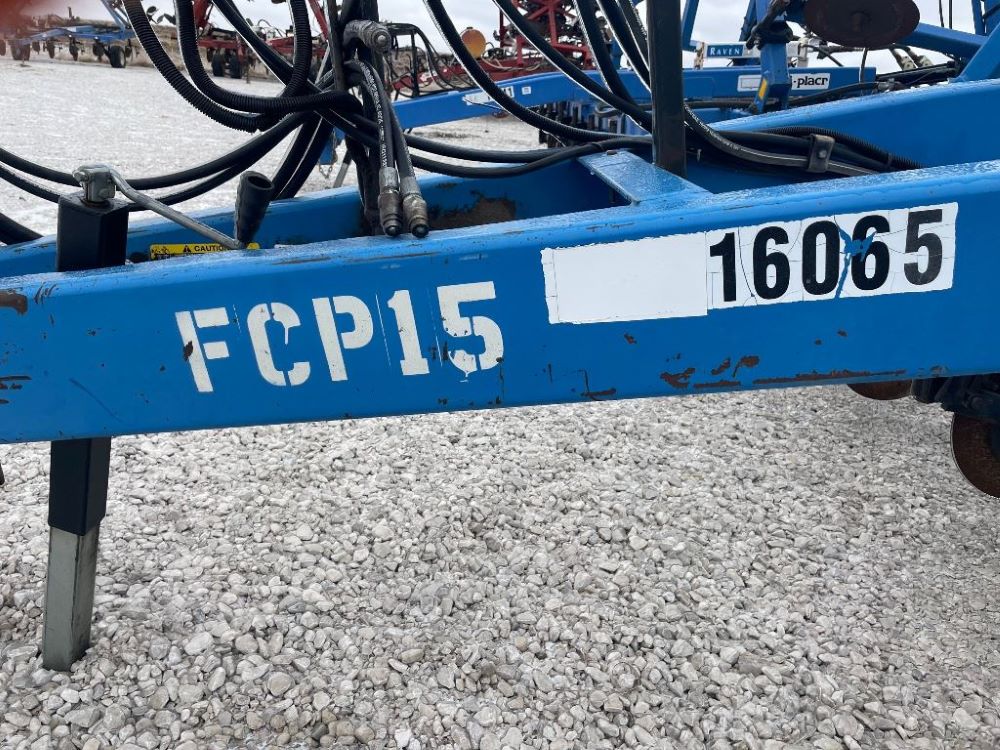 RAVEN
-placr
CAUTION
16065
FCP15